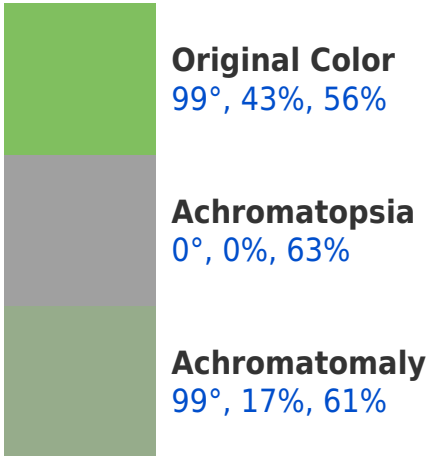 Original Color
99°, 43%, 56%
Achromatopsia
0°, 0%, 63%
Achromatomaly
99°, 17%, 61%